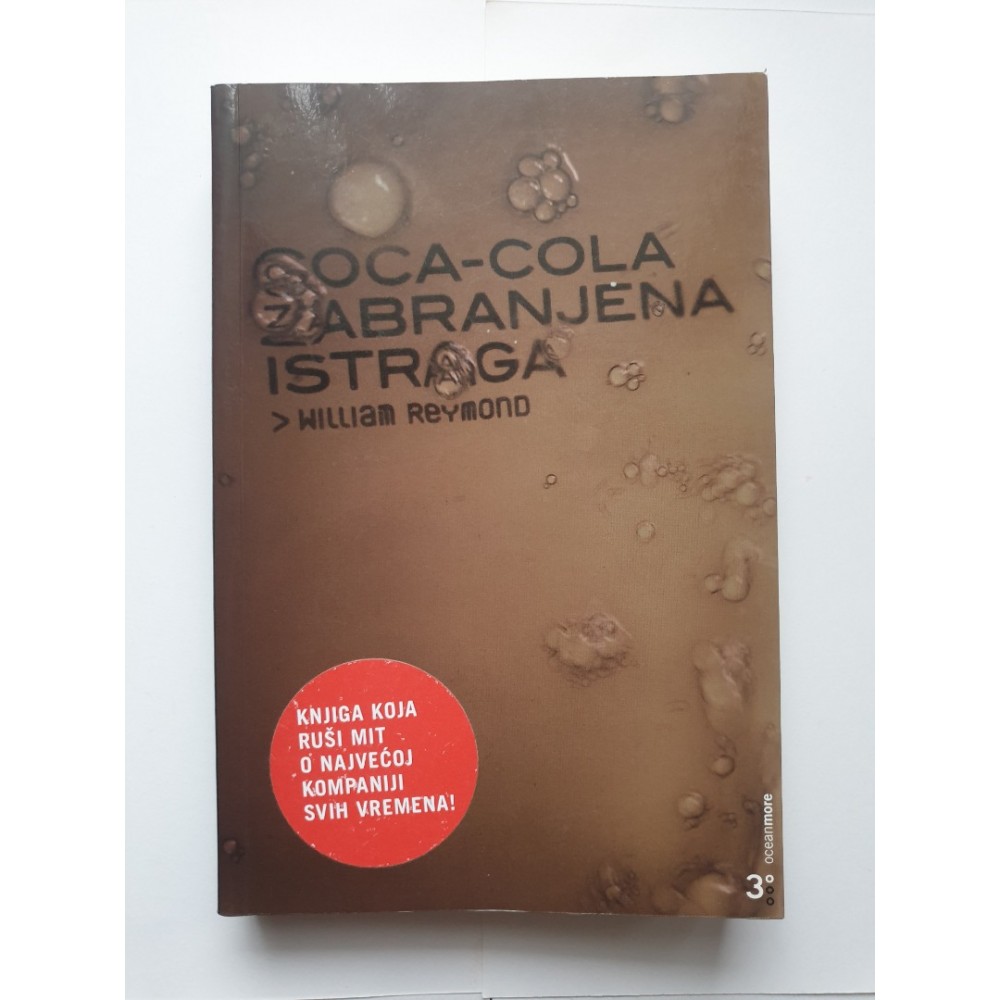 COCA-COLA
ZABRANJENA
ISTRAGA
> WILLIAM REYMOND
KNJIGA KOJA
RUŠI MIT
O NAJVEĆOJ
KOMPANIJI
SVIH VREMENA!
3 oceanmore